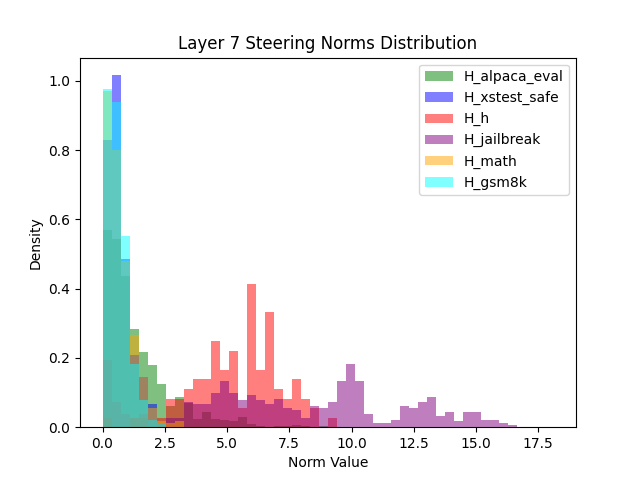 Layer 7 Steering Norms Distribution
H_alpaca_eval
H_xstest_safe
H_h
H_jailbreak
H_math
H_gsm8k
Density
1.0
0.8
0.6
0.4
0.2
0.0
0.0 2.5 5.0 7.5 10.0 12.5 15.0 17.5
Norm Value